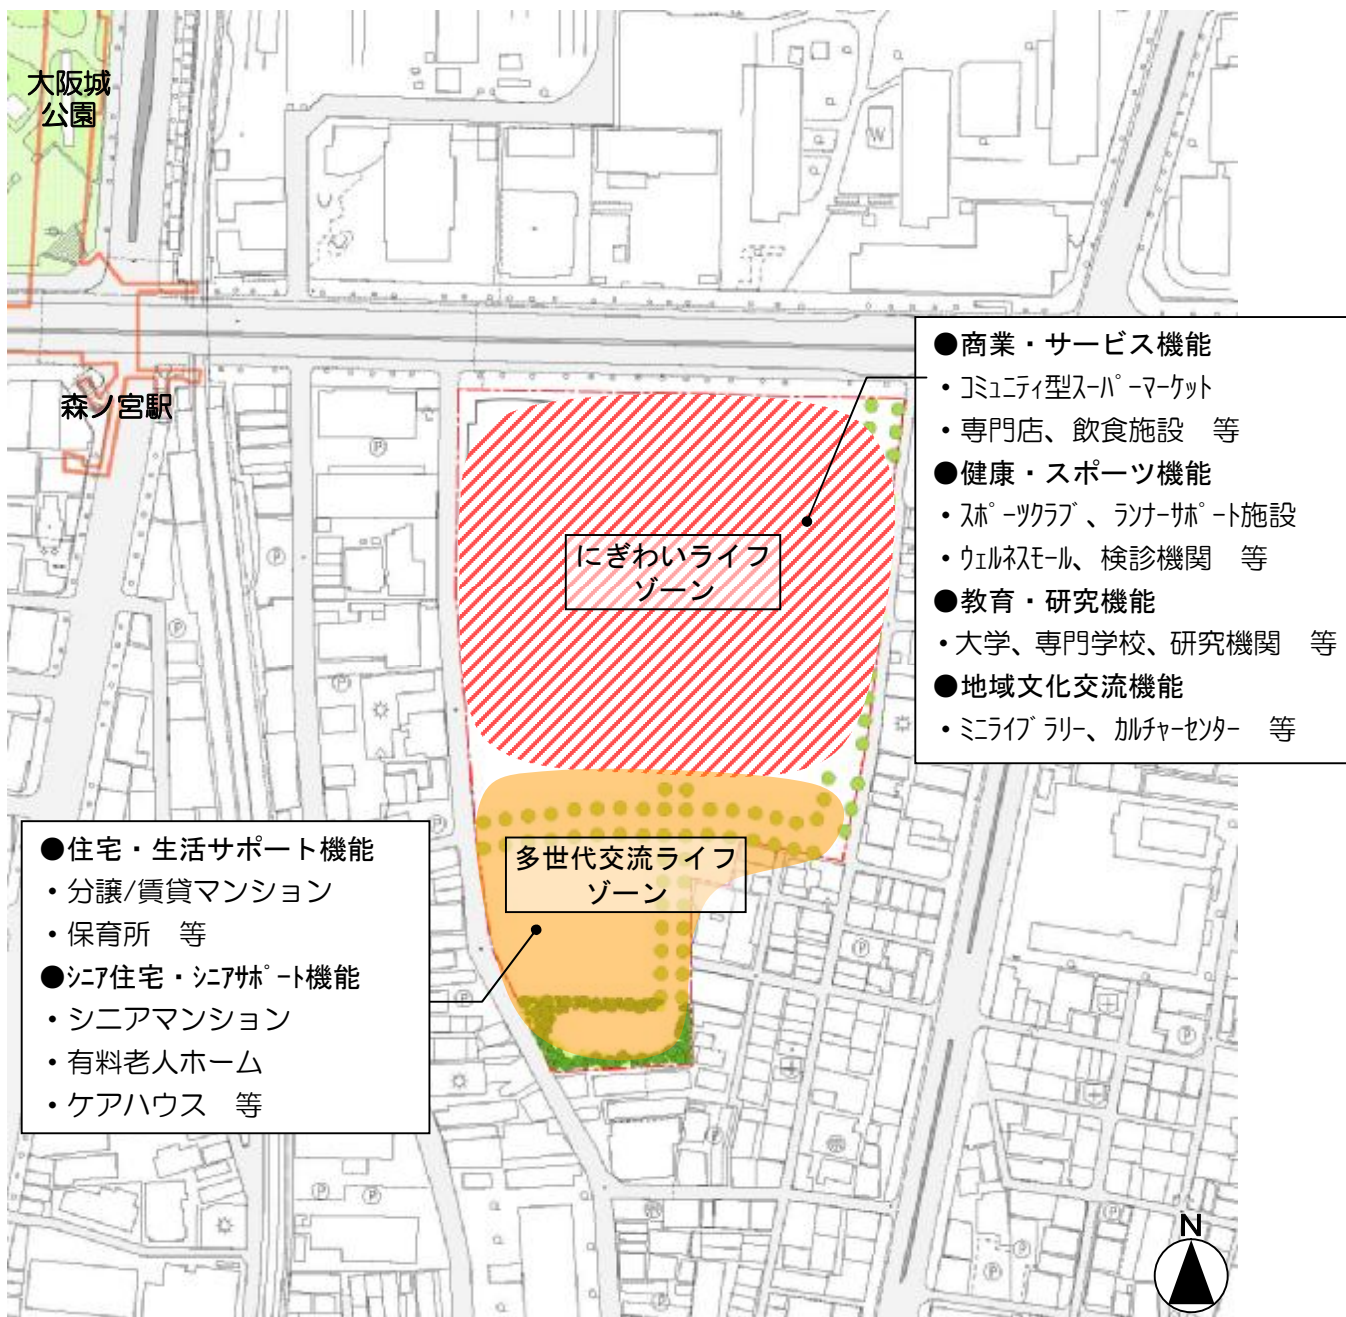 大阪城
公園
森ノ宮駅
●商業・サービス機能
・ｺﾐｭﾆﾃｨ型ｽｰﾊﾟｰﾏｰｹｯﾄ
・専門店、飲食施設　等
●健康・スポーツ機能
・ｽﾎﾟｰﾂｸﾗﾌﾞ、ﾗﾝﾅｰｻﾎﾟｰﾄ施設
・ｳｪﾙﾈｽﾓｰﾙ、検診機関　等
●教育・研究機能
・大学、専門学校、研究機関　等
●地域文化交流機能
・ﾐﾆﾗｲﾌﾞﾗﾘｰ、ｶﾙﾁｬｰｾﾝﾀｰ　等
にぎわいライフ
ゾーン
多世代交流ライフ
ゾーン
●住宅・生活サポート機能
・分譲/賃貸マンション
・保育所　等
●ｼﾆｱ住宅・ｼﾆｱｻﾎﾟｰﾄ機能
・シニアマンション
・有料老人ホーム
・ケアハウス　等
N